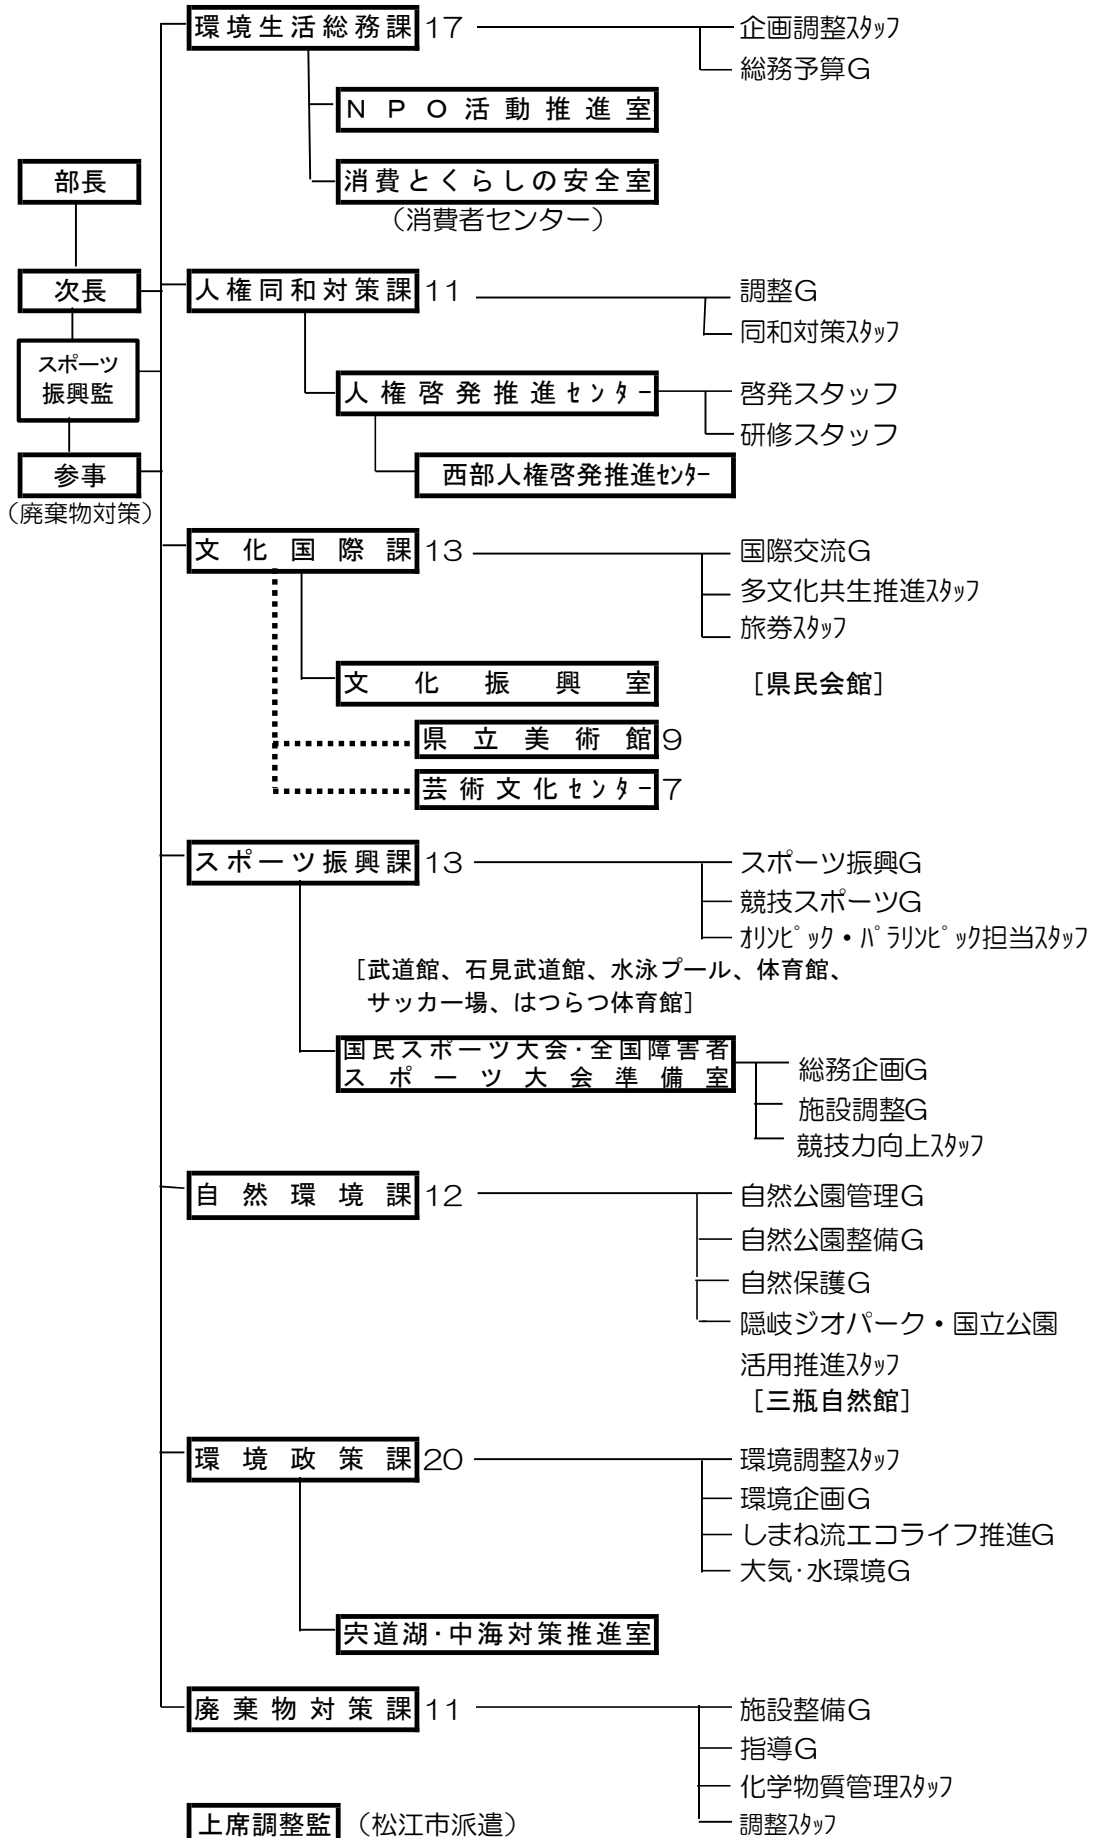 環境生活総務課 17 企画調整ｽﾀｯﾌ
総務予算G
ＮＰＯ活動推進室
消費とくらしの安全室
（消費者センター）
部長
次長
スポーツ
振興監
参事
（廃棄物対策）
人権同和対策課 11 調整G
同和対策ｽﾀｯﾌ
人権啓発推進ｾﾝﾀｰ 啓発スタッフ
研修スタッフ
西部人権啓発推進ｾﾝﾀｰ
文化国際課 13 国際交流G
多文化共生推進ｽﾀｯﾌ
旅券ｽﾀｯﾌ
文化振興室 ［県民会館］
県立美術館 9
芸術文化ｾﾝﾀｰ 7
スポーツ振興課 13 スポーツ振興G
競技スポーツG
ｵﾘﾝﾋﾟｯｸ・ﾊﾟﾗﾘﾝﾋﾟｯｸ担当ｽﾀｯﾌ
［武道館、石見武道館、水泳プール、体育館、
サッカー場、はつらつ体育館］
国民スポーツ大会･全国障害者
スポーツ大会準備室
総務企画G
施設調整G
競技力向上ｽﾀｯﾌ
自然環境課 12 自然公園管理G
自然公園整備G
自然保護G
隠岐ジオパーク・国立公園
活用推進ｽﾀｯﾌ
［三瓶自然館］
環境政策課 20 環境調整ｽﾀｯﾌ
環境企画G
しまね流エコライフ推進G
大気･水環境G
宍道湖･中海対策推進室
廃棄物対策課 11 施設整備G
指導G
化学物質管理ｽﾀｯﾌ
上席調整監 （松江市派遣） 調整ｽﾀｯﾌ